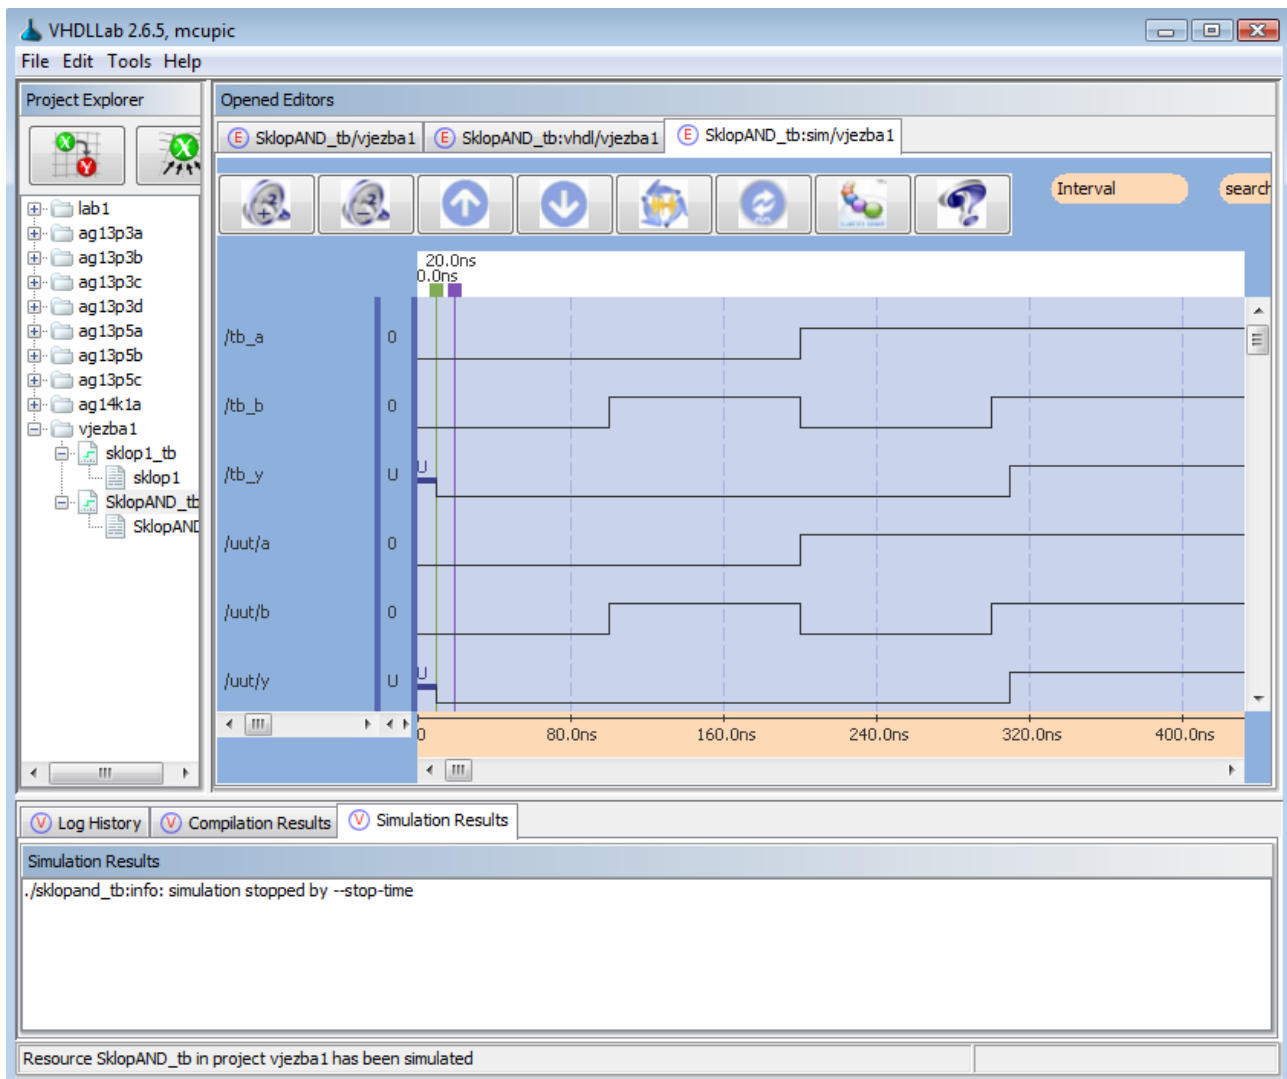 VHDLLab 2.6.5, mcupic
File Edit Tools Help
Project Explorer
Opened Editors
SklopAND_tb/vjezba1
SklopAND_tb:vhdl/vjezba1
SklopAND_tb:sim/vjezba1
Interval
search
lab1
ag13p3a
ag13p3b
ag13p3c
ag13p3d
ag13p5a
ag13p5b
ag13p5c
ag14k1a
vjezba1
sklop1_tb
sklop1
SklopAND_tb
SklopAND
20.0ns
0.0ns
/tb_a 0
/tb_b 0
/tb_y U U
/uut/a 0
/uut/b 0
/uut/y U U
0 80.0ns 160.0ns 240.0ns 320.0ns 400.0ns
Log History
Compilation Results
Simulation Results
Simulation Results
./sklopand_tb:info: simulation stopped by --stop-time
Resource SklopAND_tb in project vjezba1 has been simulated